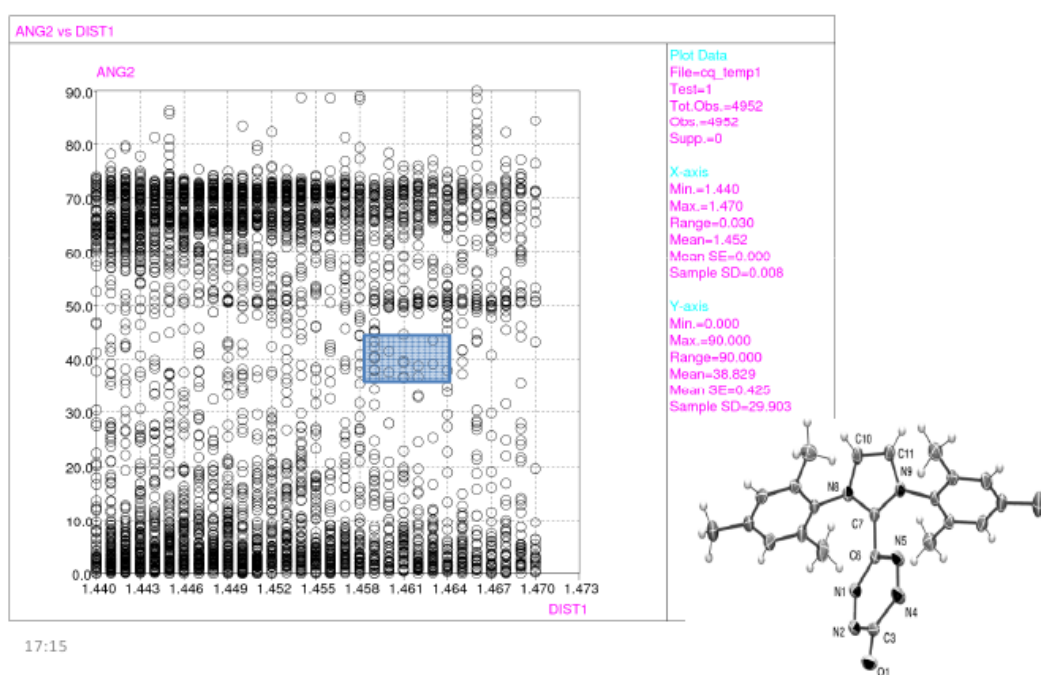 ANG2 vs DIST1
ANG2
90.0
80.0
70.0
60.0
50.0
40.0
30.0
20.0
10.0
0.0
1.440 1.443 1.446 1.449 1.452 1.455 1.458 1.461 1.464 1.467 1.470 1.473
DIST1
Plot Data
File=cq_temp1
Test=1
Tot.Obs.=4952
Obs.=4952
Supp.=0
X-axis
Min.=1.440
Max.=1.470
Range=0.030
Mean=1.452
Mean SE=0.000
Sample SD=0.008
Y-axis
Min.=0.000
Max.=90.000
Range=90.000
Mean=38.829
Mean SE=0.425
Sample SD=29.903
C10
C11
N8
N9
C7
C6
N5
N1
N4
N2
C3
O1
17:15